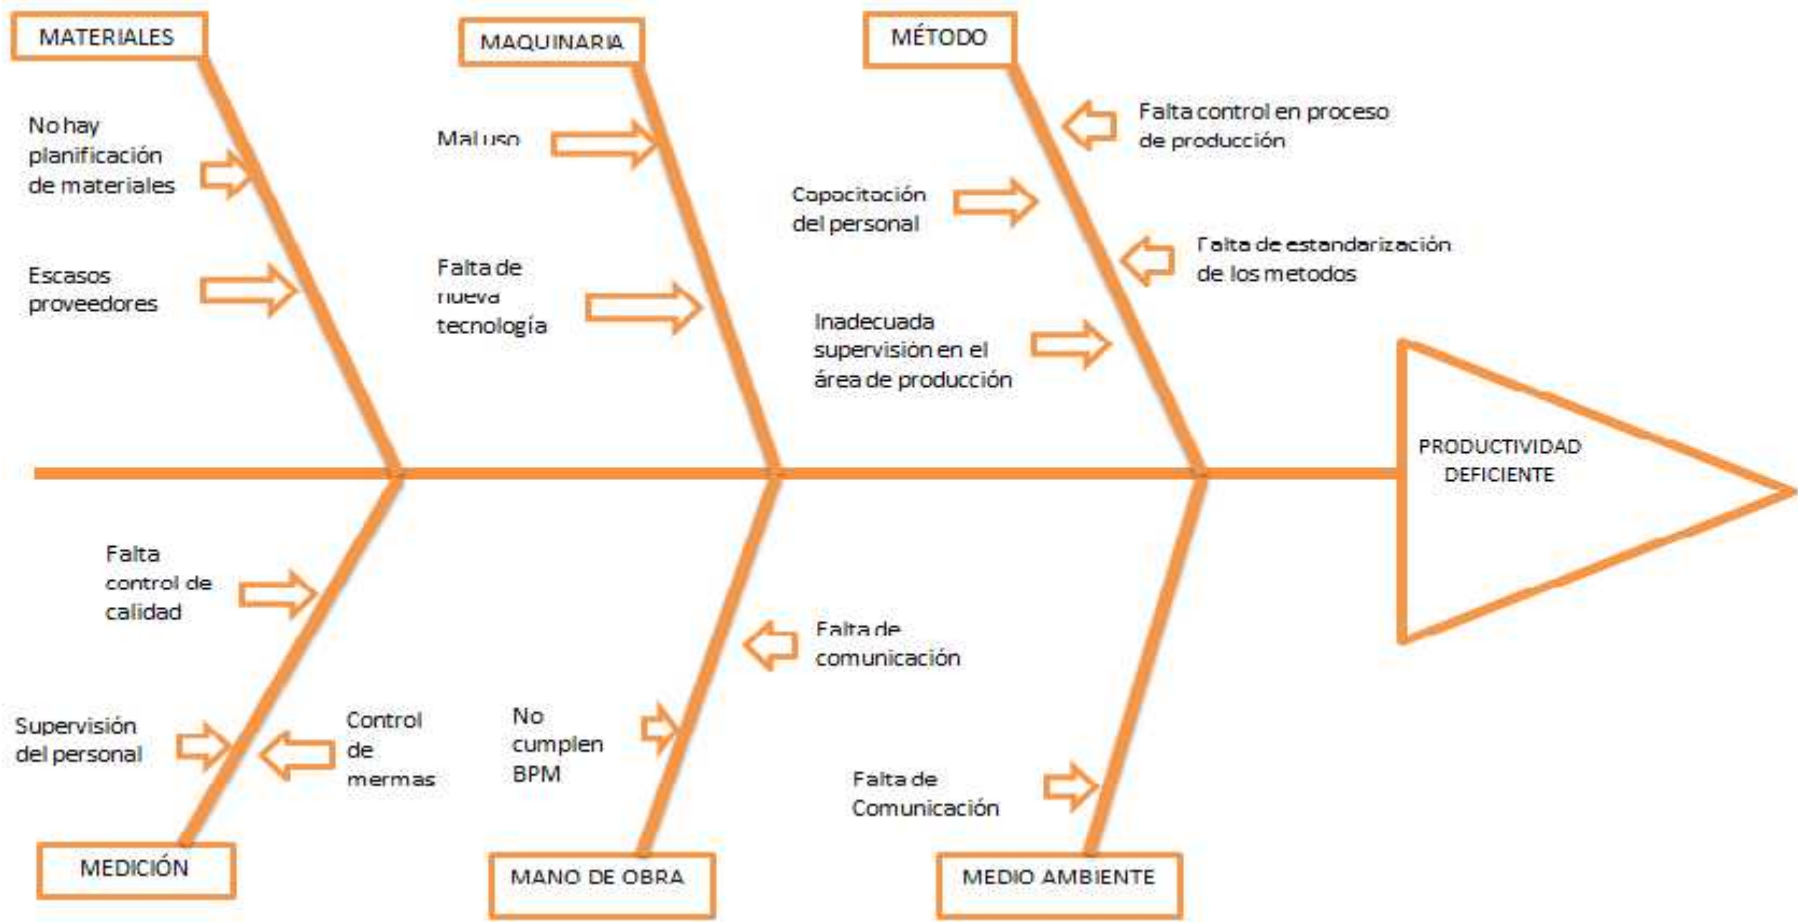 MATERIALES
MAQUINARIA
MÉTODO
No hay
planificación
de materiales
Escasos
proveedores
Mal uso
Falta de
nueva
tecnología
Falta control en proceso
de producción
Capacitación
del personal
Falta de estandarización
de los metodos
Inadecuada
supervisión en el
área de producción
PRODUCTIVIDAD
DEFICIENTE
Falta
control de
calidad
Supervisión
del personal
Control
de
mermas
No
cumplen
BPM
Falta de
comunicación
Falta de
Comunicación
MEDICIÓN
MANO DE OBRA
MEDIO AMBIENTE